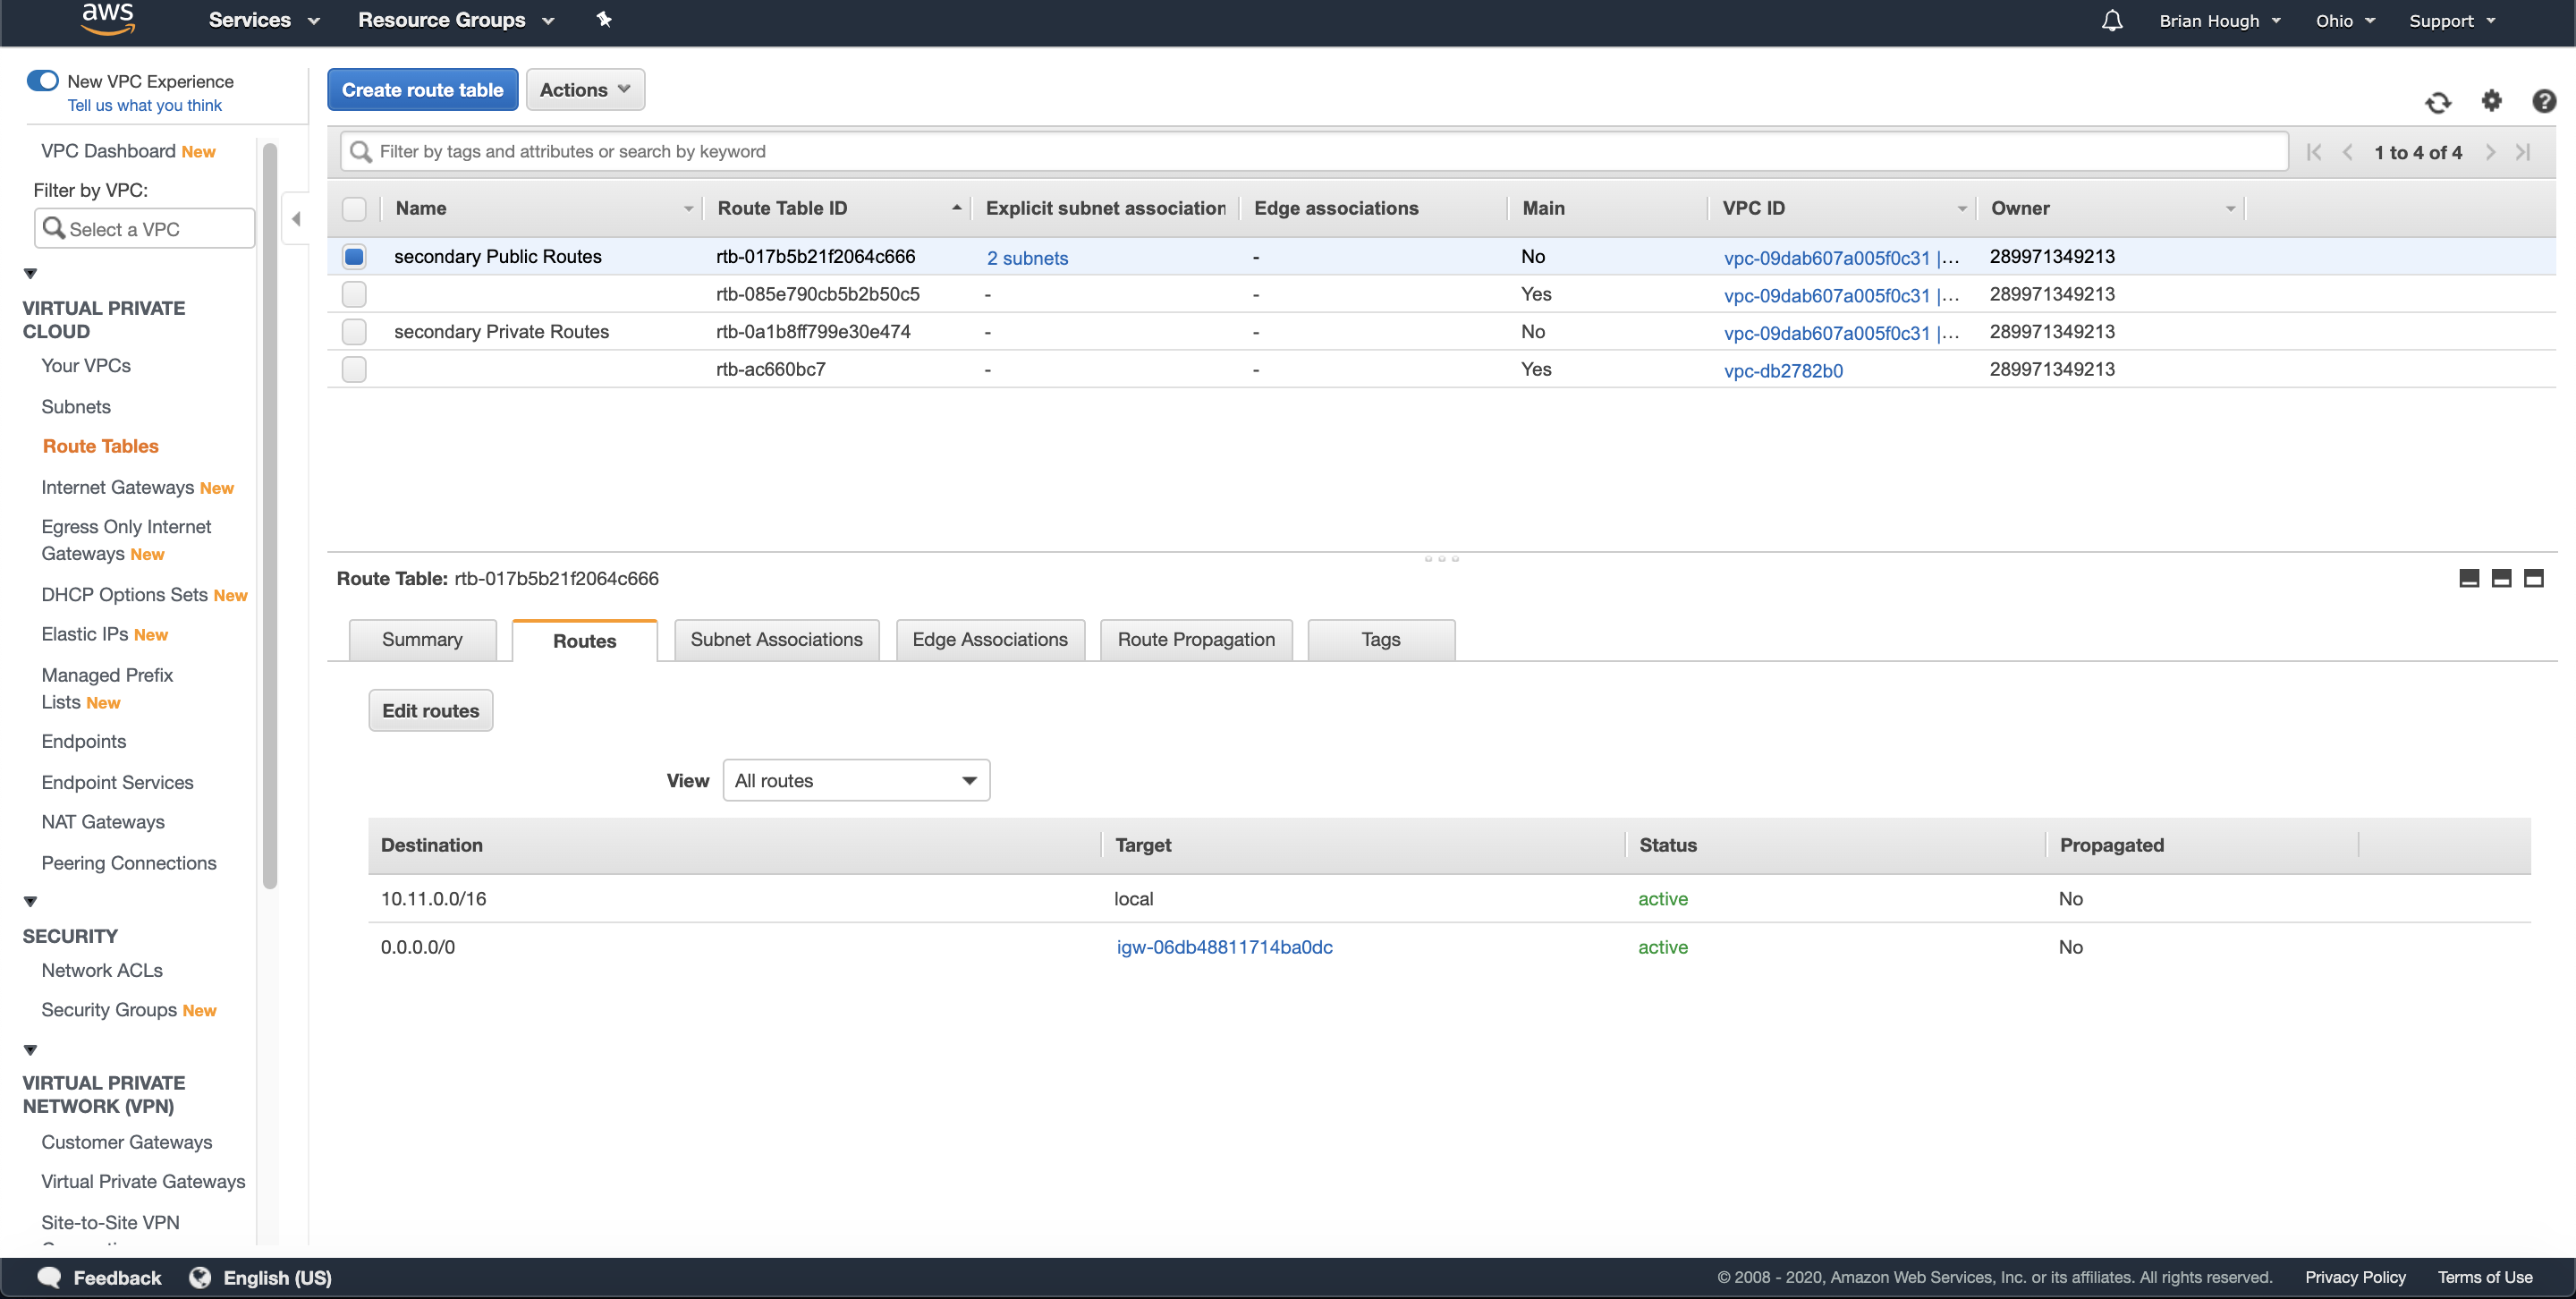 aws Services Resource Groups Brian Hough Ohio Support
New VPC Experience
Tell us what you think
VPC Dashboard New
Filter by VPC:
Select a VPC
VIRTUAL PRIVATE
CLOUD
Your VPCs
Subnets
Route Tables
Internet Gateways New
Egress Only Internet
Gateways New
DHCP Options Sets New
Elastic IPs New
Managed Prefix
Lists New
Endpoints
Endpoint Services
NAT Gateways
Peering Connections
SECURITY
Network ACLs
Security Groups New
VIRTUAL PRIVATE
NETWORK (VPN)
Customer Gateways
Virtual Private Gateways
Site-to-Site VPN
Create route table Actions
Filter by tags and attributes or search by keyword 1 to 4 of 4
Name Route Table ID Explicit subnet association Edge associations Main VPC ID Owner
secondary Public Routes rtb-017b5b21f2064c666 2 subnets - No vpc-09dab607a005f0c31 |... 289971349213
rtb-085e790cb5b2b50c5 - - Yes vpc-09dab607a005f0c31 |... 289971349213
secondary Private Routes rtb-0a1b8ff799e30e474 - - No vpc-09dab607a005f0c31 |... 289971349213
rtb-ac660bc7 - - Yes vpc-db2782b0 289971349213
Route Table: rtb-017b5b21f2064c666
Summary Routes Subnet Associations Edge Associations Route Propagation Tags
Edit routes
View All routes
Destination Target Status Propagated
10.11.0.0/16 local active No
0.0.0.0/0 igw-06db48811714ba0dc active No
Feedback English (US) © 2008 - 2020, Amazon Web Services, Inc. or its affiliates. All rights reserved. Privacy Policy Terms of Use